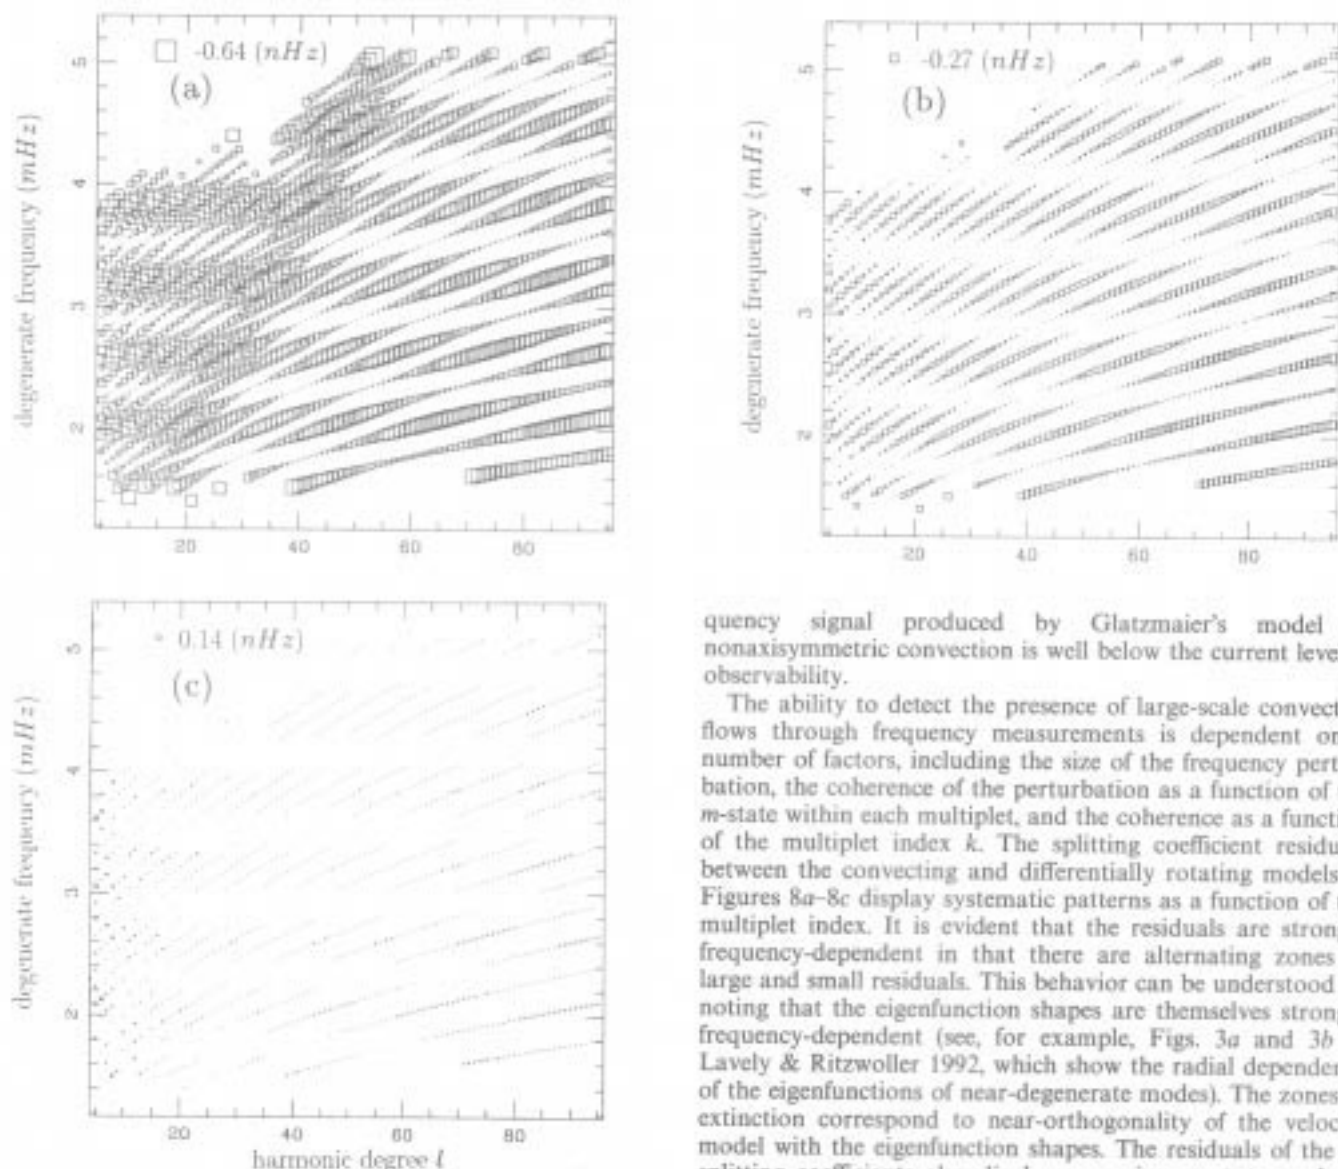 -0.64 (nHz)
(a)
degenerate frequency (mHz)
5
4
3
2
20
40
60
80
-0.27 (nHz)
(b)
degenerate frequency (mHz)
5
4
3
2
20
40
60
80
0.14 (nHz)
(c)
degenerate frequency (mHz)
5
4
3
2
20
40
60
80
harmonic degree l
quency signal produced by Glatzmaier's model
nonaxisymmetric convection is well below the current leve
observability.
The ability to detect the presence of large-scale convect
flows through frequency measurements is dependent or
number of factors, including the size of the frequency pert
bation, the coherence of the perturbation as a function of
m-state within each multiplet, and the coherence as a functi
of the multiplet index k. The splitting coefficient residu
between the convecting and differentially rotating models
Figures 8a–8c display systematic patterns as a function of
multiplet index. It is evident that the residuals are stron
frequency-dependent in that there are alternating zones
large and small residuals. This behavior can be understood
noting that the eigenfunction shapes are themselves stron
frequency-dependent (see, for example, Figs. 3a and 3b
Lavely & Ritzwoller 1992, which show the radial depender
of the eigenfunctions of near-degenerate modes). The zones
extinction correspond to near-orthogonality of the veloc
model with the eigenfunction shapes. The residuals of the